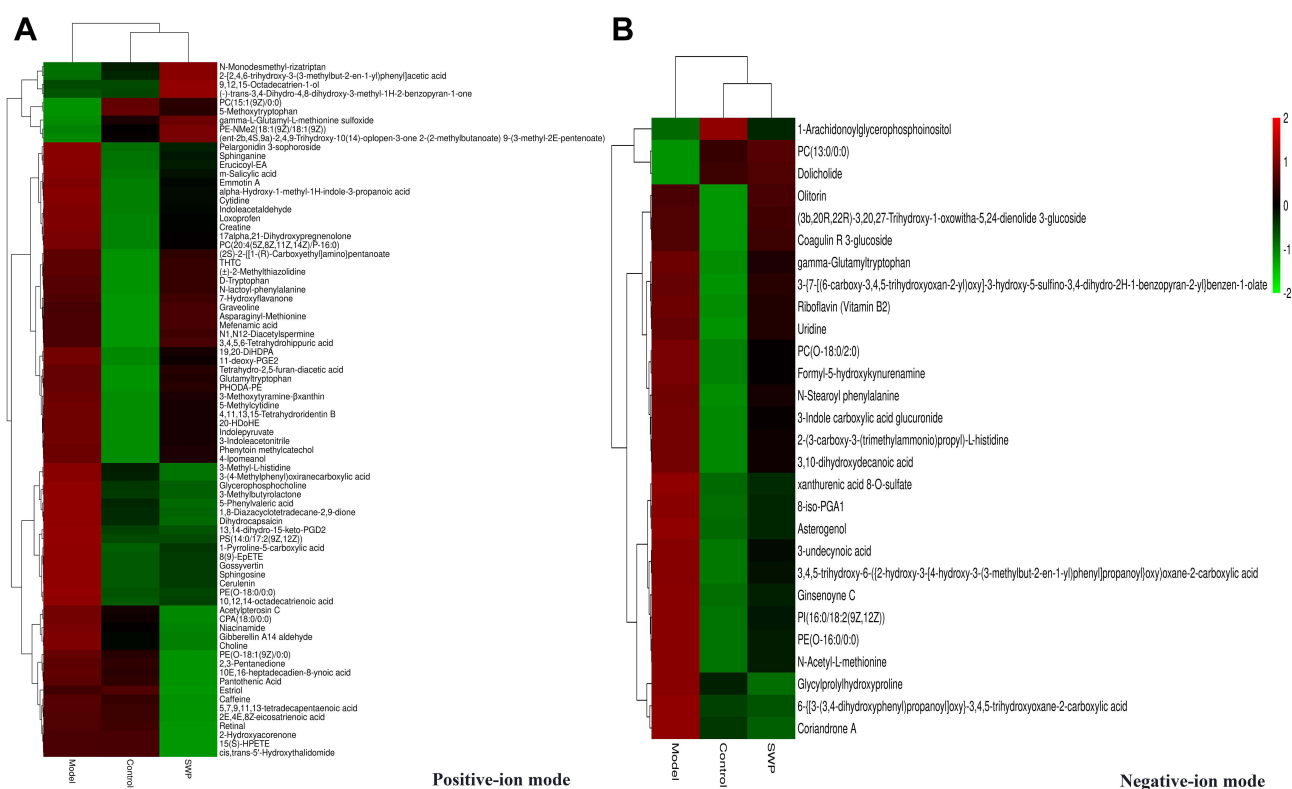 A
N-Monodesmethyl-rizatriptan
2-[2,4,6-trihydroxy-3-(3-methylbut-2-en-1-yl)phenyl]acetic acid
9,12,15-Octadecatrien-1-ol
(-)-trans-3,4-Dihydro-4,8-dihydroxy-3-methyl-1H-2-benzopyran-1-one
PC(15:1(9Z)/0:0)
5-Methoxytryptophan
gamma-L-Glutamyl-L-methionine sulfoxide
PE-NMe2(18:1(9Z)/18:1(9Z))
(ent-2b,4S,9a)-2,4,9-Trihydroxy-10(14)-oplopen-3-one 2-(2-methylbutanoate) 9-(3-methyl-2E-pentenoate)
Pelargonidin 3-sophoroside
Sphinganine
Erucicoyl-EA
m-Salicylic acid
Emmotin A
alpha-Hydroxy-1-methyl-1H-indole-3-propanoic acid
Cytidine
Indoleacetaldehyde
Loxoprofen
Creatine
17alpha,21-Dihydroxypregnenolone
PC(20:4(5Z,8Z,11Z,14Z)/P-16:0)
(2S)-2-{[1-(R)-Carboxyethyl]amino}pentanoate
THTC
(±)-2-Methylthiazolidine
D-Tryptophan
N-lactoyl-phenylalanine
7-Hydroxyflavanone
Graveoline
Asparaginyl-Methionine
Mefenamic acid
N1,N12-Diacetylspermine
3,4,5,6-Tetrahydrohippuric acid
19,20-DiHDPA
11-deoxy-PGE2
Tetrahydro-2,5-furan-diacetic acid
Glutamyltryptophan
PHODA-PE
3-Methoxytyramine-βxanthin
5-Methylcytidine
4,11,13,15-Tetrahydroridentin B
20-HDoHE
Indolepyruvate
3-Indoleacetonitrile
Phenytoin methylcatechol
4-Ipomeanol
3-Methyl-L-histidine
3-(4-Methylphenyl)oxiranecarboxylic acid
Glycerophosphocholine
3-Methylbutyrolactone
5-Phenylvaleric acid
1,8-Diazacyclotetradecane-2,9-dione
Dihydrocapsaicin
13,14-dihydro-15-keto-PGD2
PS(14:0/17:2(9Z,12Z))
1-Pyrroline-5-carboxylic acid
8(9)-EpETE
Gossyvertin
Sphingosine
Cerulenin
PE(O-18:0/0:0)
10,12,14-octadecatrienoic acid
Acetylpterosin C
CPA(18:0/0:0)
Niacinamide
Gibberellin A14 aldehyde
Choline
PE(O-18:1(9Z)/0:0)
2,3-Pentanedione
10E,16-heptadecadien-8-ynoic acid
Pantothenic Acid
Estriol
Caffeine
5,7,9,11,13-tetradecapentaenoic acid
2E,4E,8Z-eicosatrienoic acid
Retinal
2-Hydroxyacorenone
15(S)-HPETE
cis,trans-5'-Hydroxythalidomide
Model
Control
SWP
Positive-ion mode
B
1-Arachidonoylglycerophosphoinositol
PC(13:0/0:0)
Dolicholide
Olitorin
(3b,20R,22R)-3,20,27-Trihydroxy-1-oxowitha-5,24-dienolide 3-glucoside
Coagulin R 3-glucoside
gamma-Glutamyltryptophan
3-{7-[(6-carboxy-3,4,5-trihydroxyoxan-2-yl)oxy]-3-hydroxy-5-sulfino-3,4-dihydro-2H-1-benzopyran-2-yl}benzen-1-olate
Riboflavin (Vitamin B2)
Uridine
PC(O-18:0/2:0)
Formyl-5-hydroxykynurenamine
N-Stearoyl phenylalanine
3-Indole carboxylic acid glucuronide
2-(3-carboxy-3-(trimethylammonio)propyl)-L-histidine
3,10-dihydroxydecanoic acid
xanthurenic acid 8-O-sulfate
8-iso-PGA1
Asterogenol
3-undecynoic acid
3,4,5-trihydroxy-6-({2-hydroxy-3-[4-hydroxy-3-(3-methylbut-2-en-1-yl)phenyl]propanoyl}oxy)oxane-2-carboxylic acid
Ginsenoyne C
PI(16:0/18:2(9Z,12Z))
PE(O-16:0/0:0)
N-Acetyl-L-methionine
Glycylprolylhydroxyproline
6-{[3-(3,4-dihydroxyphenyl)propanoyl]oxy}-3,4,5-trihydroxyoxane-2-carboxylic acid
Coriandrone A
Model
Control
SWP
2
1
0
-1
-2
Negative-ion mode